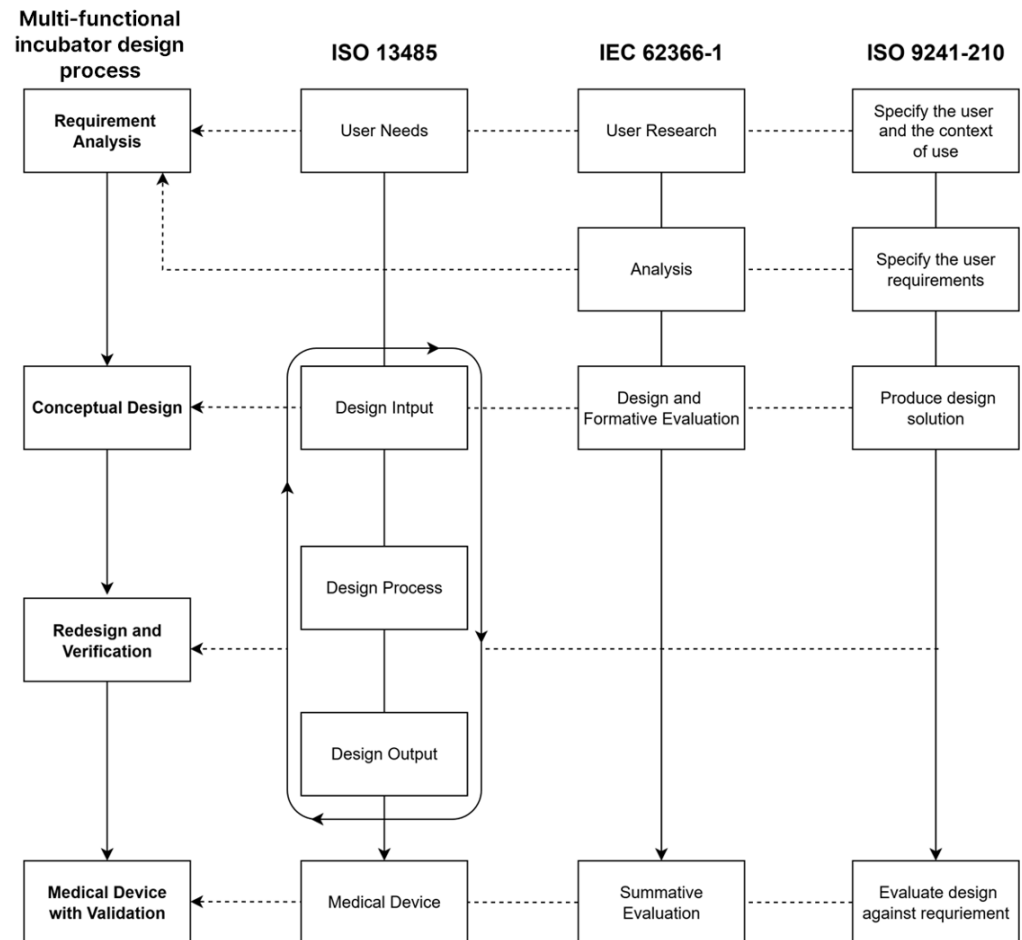 Multi-functional
incubator design
process
ISO 13485
IEC 62366-1
ISO 9241-210
Requirement
Analysis
User Needs
User Research
Specify the user
and the context
of use
Analysis
Specify the user
requirements
Conceptual Design
Design Intput
Design and
Formative Evaluation
Produce design
solution
Design Process
Redesign and
Verification
Design Output
Medical Device
with Validation
Medical Device
Summative
Evaluation
Evaluate design
against requriement